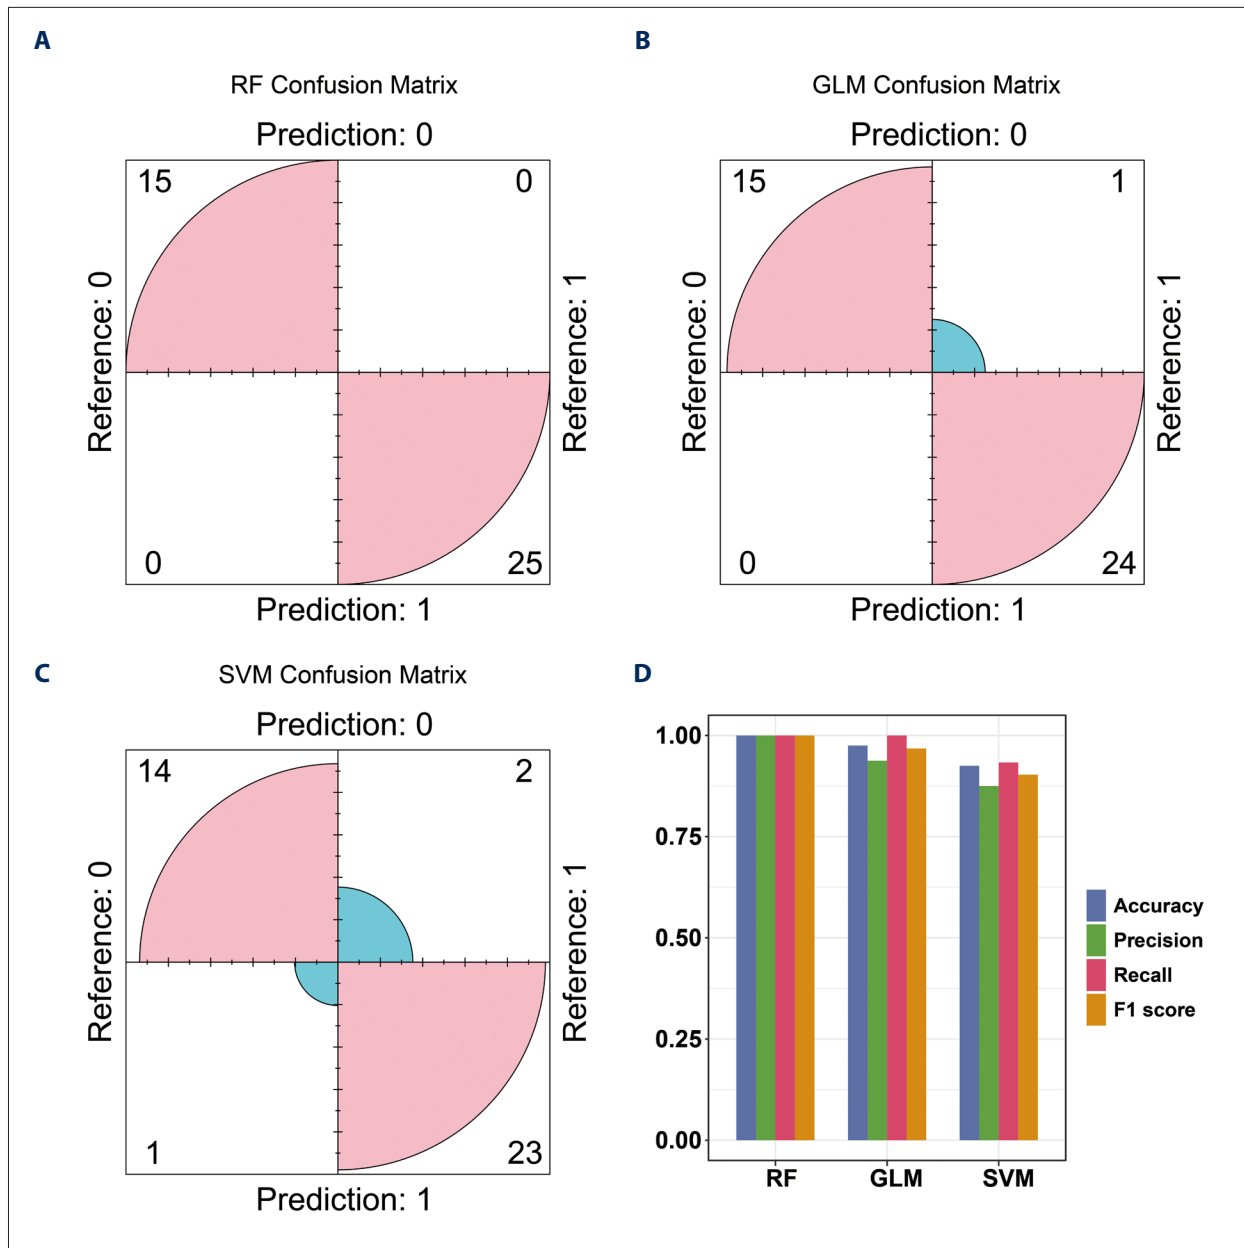 A
RF Confusion Matrix
Prediction: 0
15
0
Reference: 0
Reference: 1
0
25
Prediction: 1
B
GLM Confusion Matrix
Prediction: 0
15
1
Reference: 0
Reference: 1
0
24
Prediction: 1
C
SVM Confusion Matrix
Prediction: 0
14
2
Reference: 0
Reference: 1
1
23
Prediction: 1
D
1.00
0.75
0.50
0.25
0.00
RF
GLM
SVM
Accuracy
Precision
Recall
F1 score